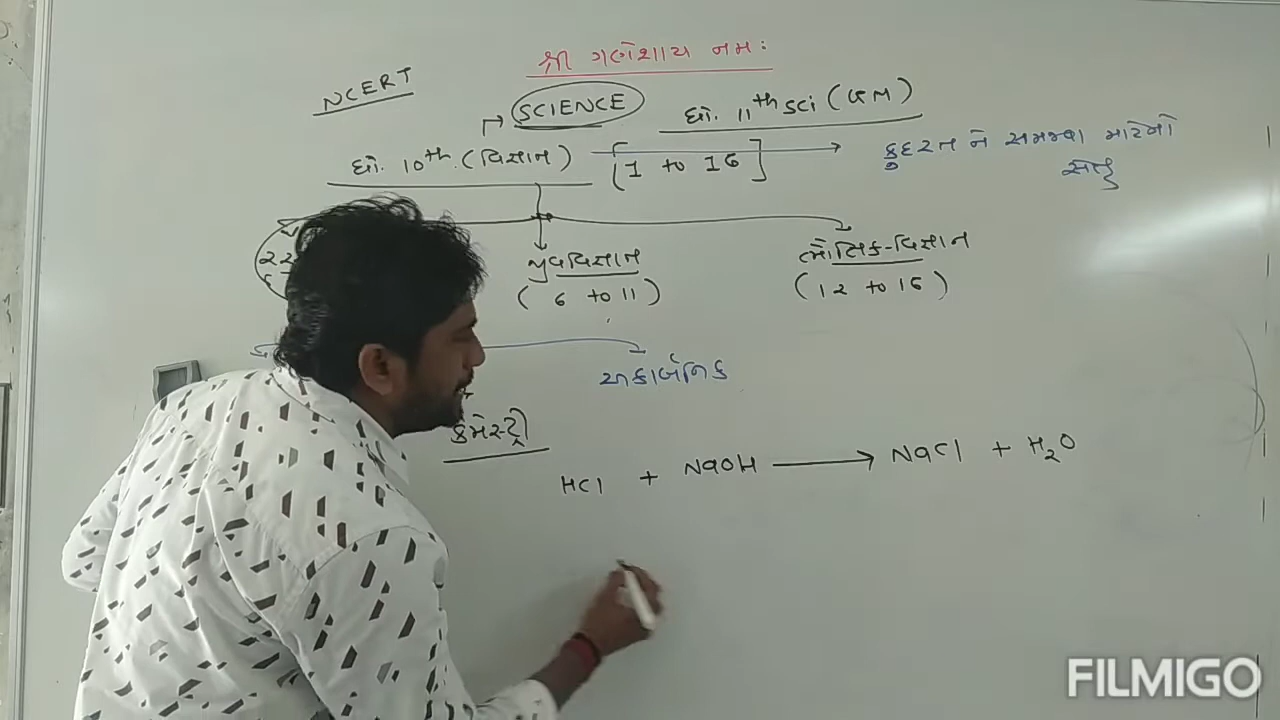 શ્રી ગણેશાય નમ:
NCERT
SCIENCE
ધો. 11th sci (GM)
ધો. 10th. (વિજ્ઞાન)
[1 to 16]
કુદરત ને સમજવા માટેનો
જીવવિજ્ઞાન
ભૌતિક-વિજ્ઞાન
( 6 to 11 )
(12 to 16)
અકાર્બનિક
કેમેસ્ટ્રી
HCl + NaOH → NaCl + H₂O
FILMIGO